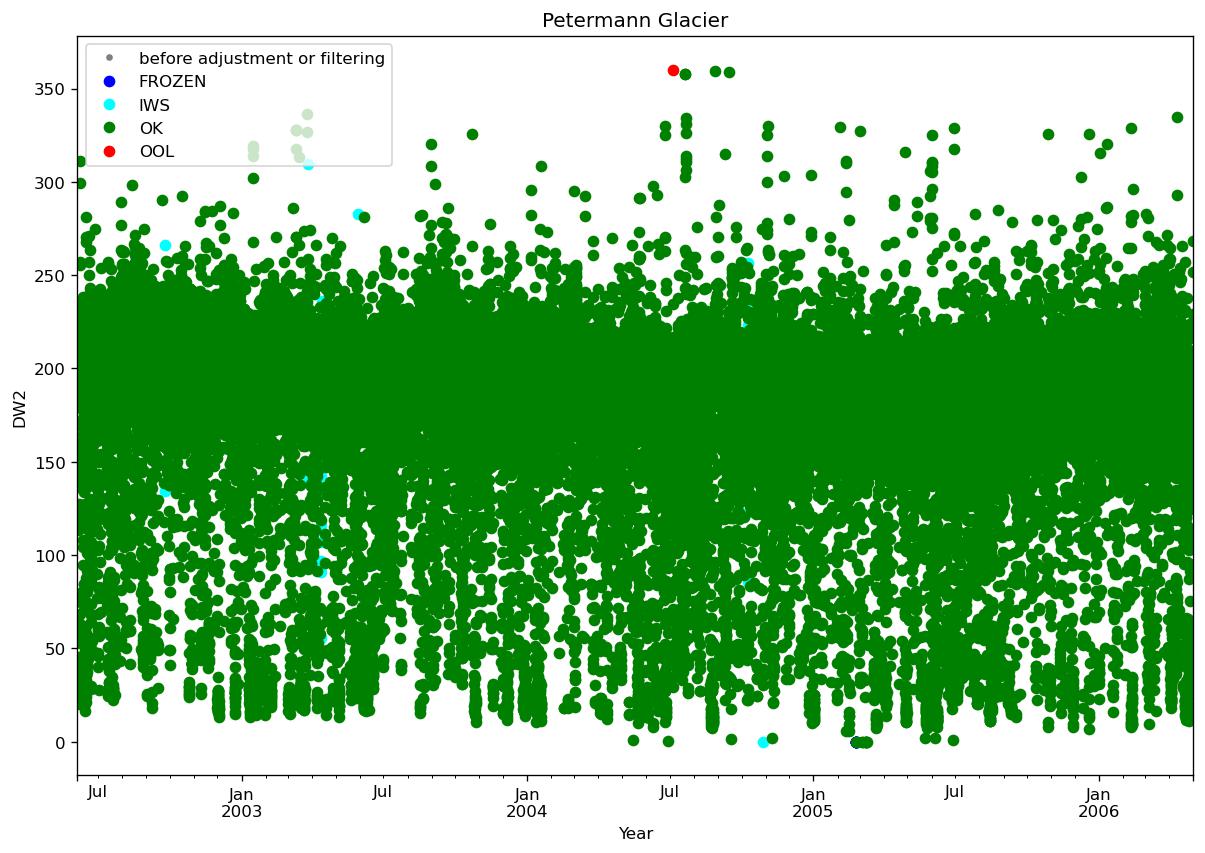 Petermann Glacier
before adjustment or filtering
FROZEN
IWS
OK
OOL
350
300
250
200
150
100
50
0
DW2
Jul
Jan
2003
Jul
Jan
2004
Jul
Jan
2005
Jul
Jan
2006
Year